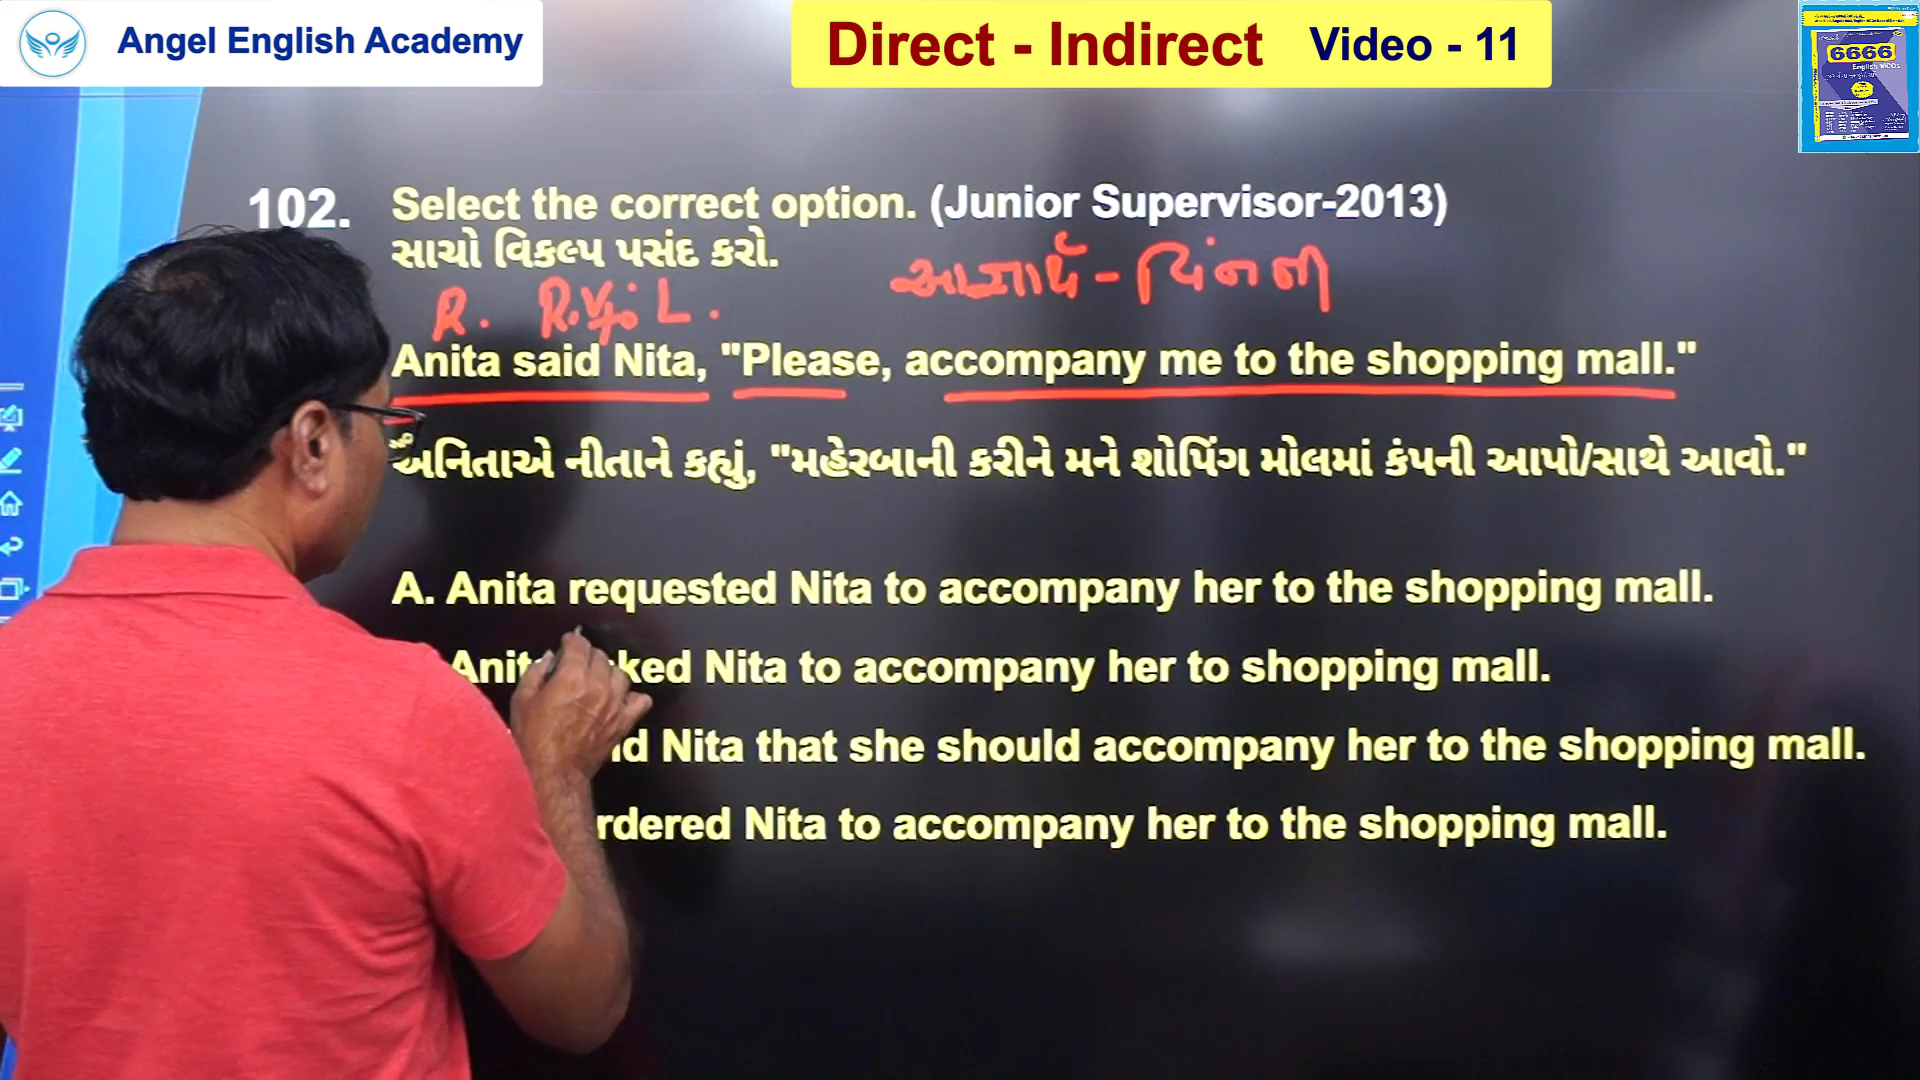 Angel English Academy
Direct - Indirect Video - 11
6666
English MCQs
102. Select the correct option. (Junior Supervisor-2013)
સાચો વિકલ્પ પસંદ કરો.
આજ્ઞાર્થ - વિનંતી
R. R.V. L.
Anita said Nita, "Please, accompany me to the shopping mall."
અનિતાએ નીતાને કહ્યું, "મહેરબાની કરીને મને શોપિંગ મોલમાં કંપની આપો/સાથે આવો."
A. Anita requested Nita to accompany her to the shopping mall.
Nita to accompany her to shopping mall.
Nita that she should accompany her to the shopping mall.
Nita to accompany her to the shopping mall.